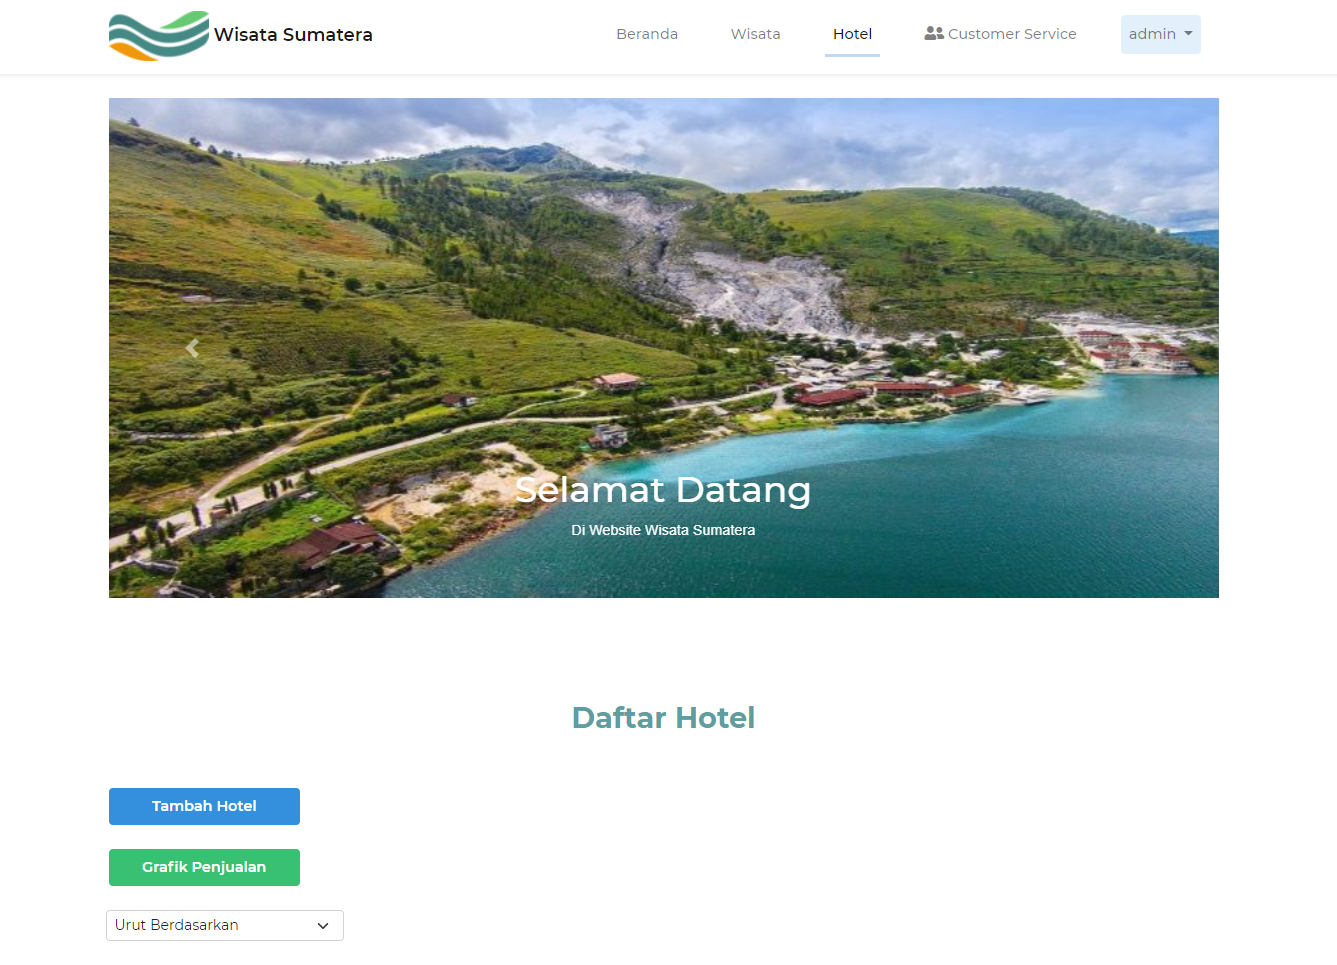 Wisata Sumatera
Beranda
Wisata
Hotel
Customer Service
admin
Selamat Datang
Di Website Wisata Sumatera
Daftar Hotel
Tambah Hotel
Grafik Penjualan
Urut Berdasarkan